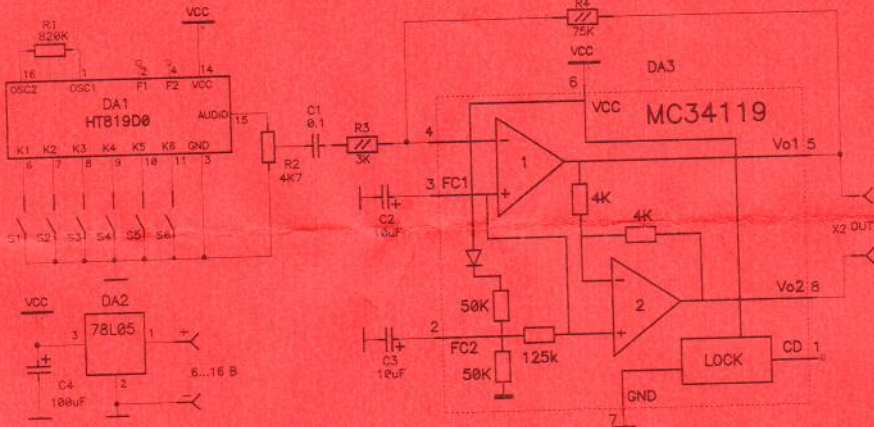 R1
820K
VCC
16
1
2
4
14
OSC2
OSC1
F1
F2
VCC
DA1
HT819D0
AUDIO
15
K1
K2
K3
K4
K5
K6
GND
6
7
8
9
10
11
3
R2
4K7
S1
S2
S3
S4
S5
S6
C1
0.1
R3
3K
C2
10uF
C3
10uF
R4
75K
VCC
DA3
6
VCC
MC34119
4
1
Vo1 5
3
FC1
4K
4K
X2 OUT
50K
2
Vo2 8
2
FC2
125k
50K
LOCK
CD 1
GND
7
VCC
DA2
3
78L05
1
+
2
6...16 В
C4
100uF